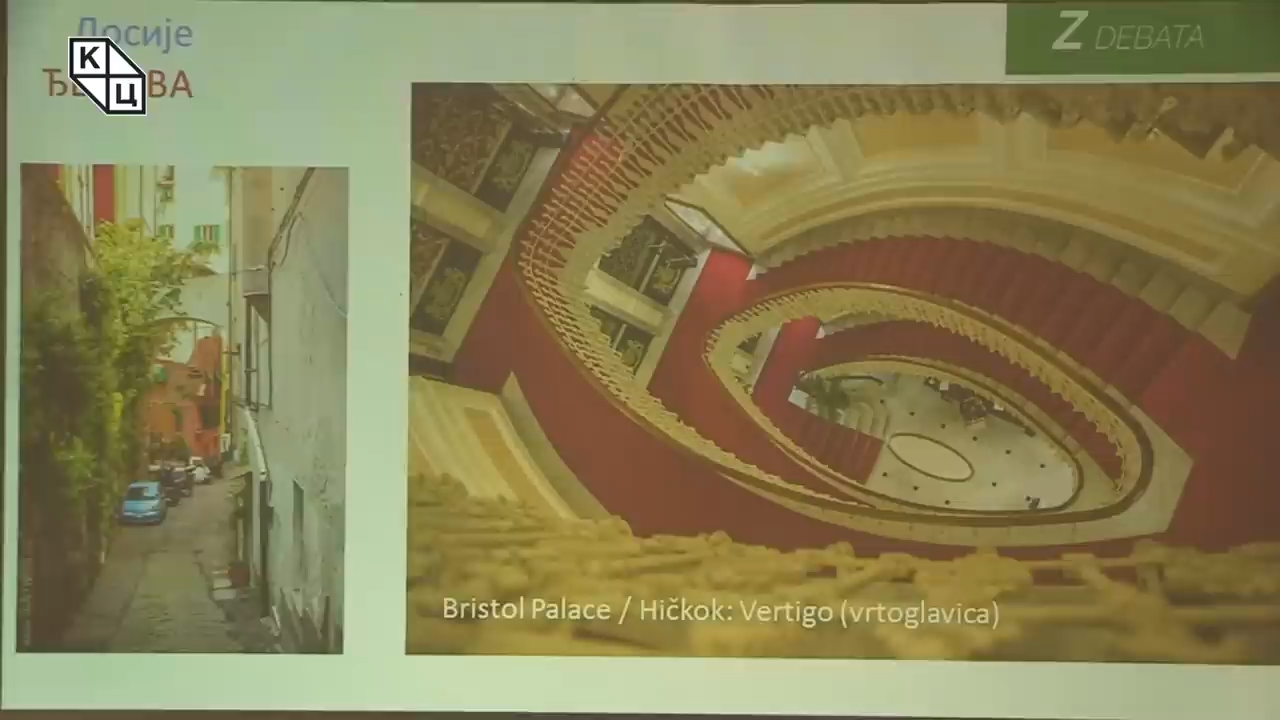 Досије
К
Ц
Z DEBATA
Bristol Palace / Hičkok: Vertigo (vrtoglavica)